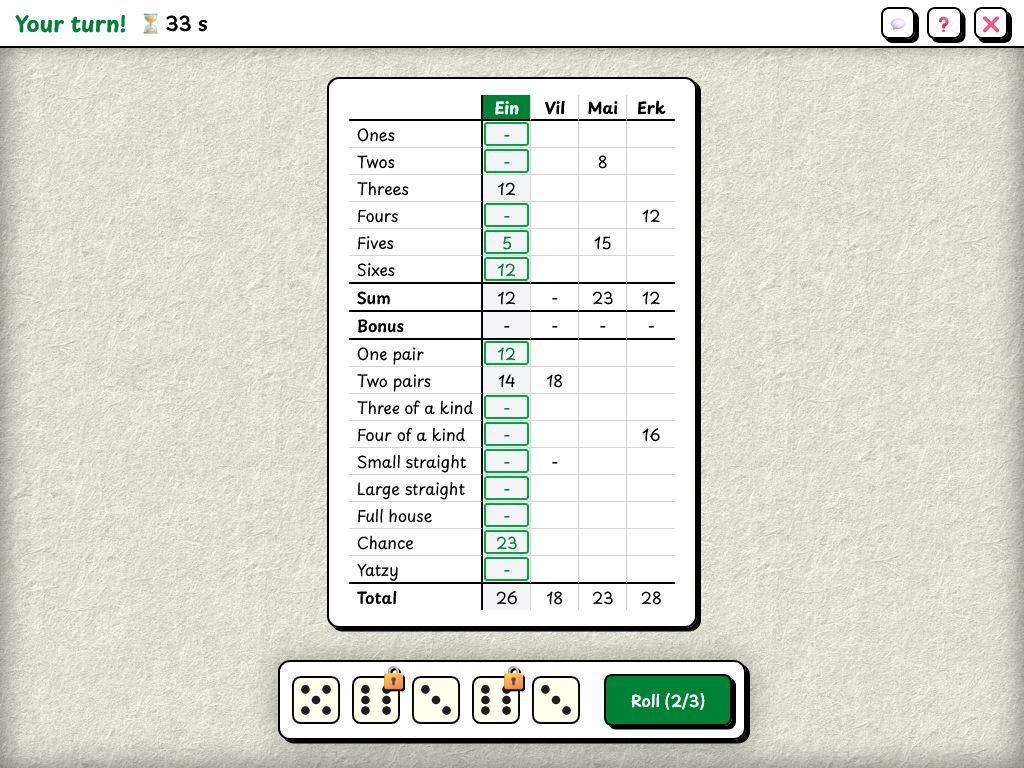 Your turn! ⏳ 33 s
?
Ein Vil Mai Erk
Ones -
Twos - 8
Threes 12
Fours - 12
Fives 5 15
Sixes 12
Sum 12 - 23 12
Bonus - - - -
One pair 12
Two pairs 14 18
Three of a kind -
Four of a kind - 16
Small straight - -
Large straight -
Full house -
Chance 23
Yatzy -
Total 26 18 23 28
Roll (2/3)